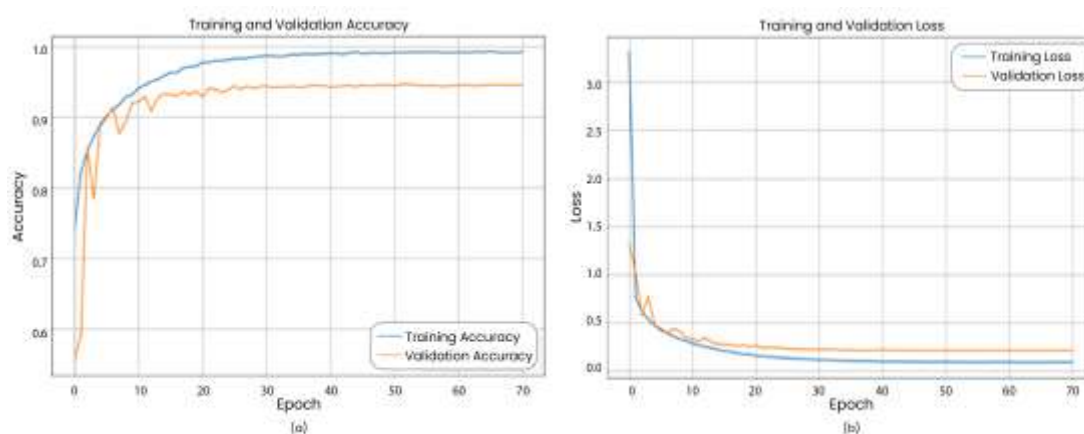 Training and Validation Accuracy
1.0
0.9
0.8
0.7
0.6
Accuracy
Training Accuracy
Validation Accuracy
0 10 20 30 40 50 60 70
Epoch
(a)
Training and Validation Loss
Training Loss
Validation Loss
3.0
2.5
3.0
1.5
1.0
0.5
0.0
Loss
0 10 20 30 40 50 60 70
Epoch
(b)